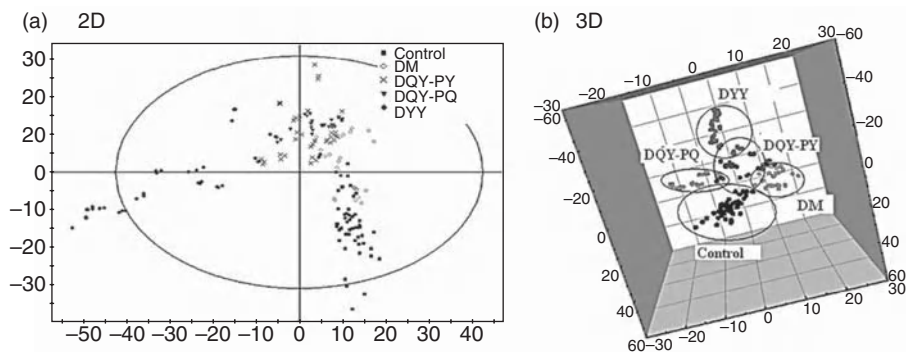 (a) 2D
30
20
10
0
−10
−20
−30
−50 −40 −30 −20 −10 0 10 20 30 40
Control
DM
DQY-PY
DQY-PQ
DYY
(b) 3D
−30 −20 −10 0 10 20 30
−60 −40 −20 0 20 40 60
−60 −40 −20 0 20 40 60
−30 −20 −10 0 10 20 30
DYY
DQY-PQ
DQY-PY
DM
Control